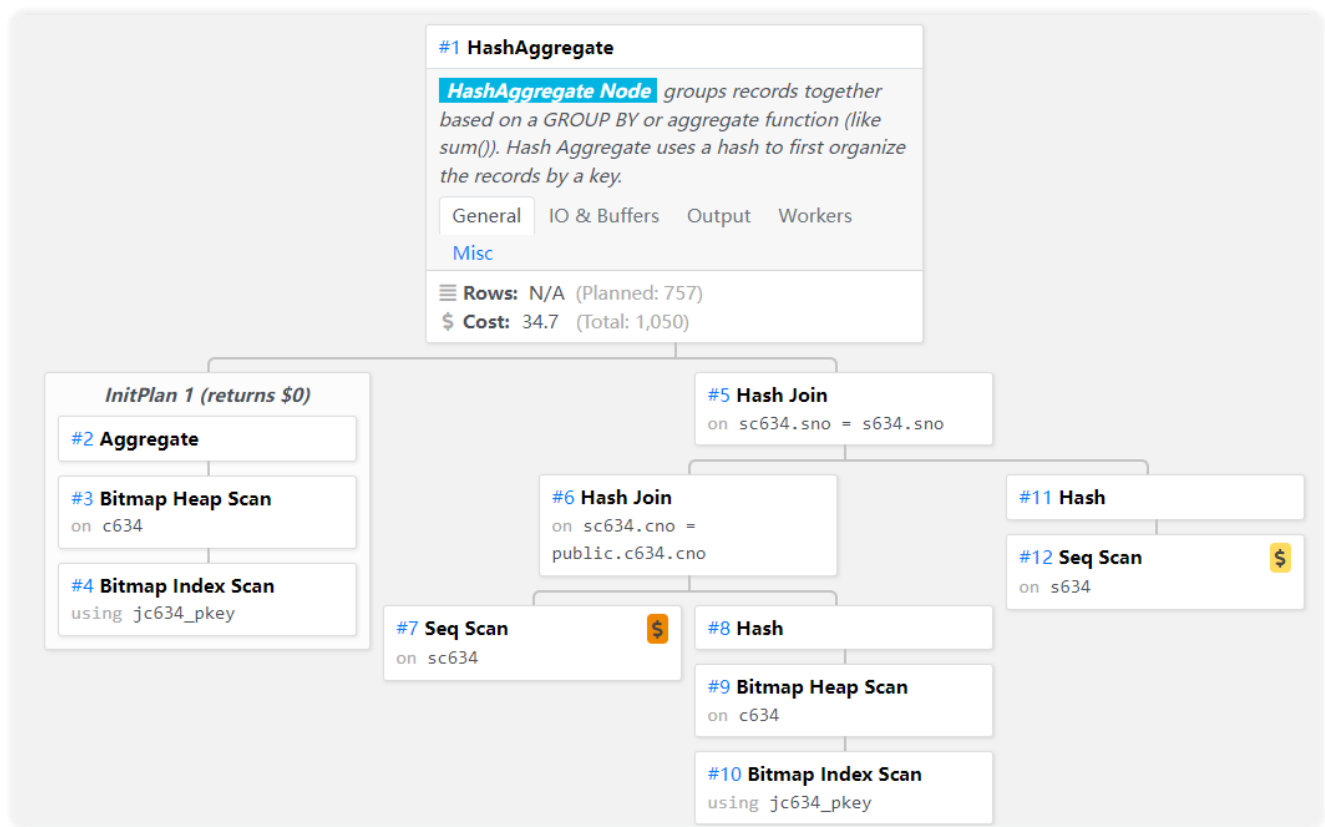 #1 HashAggregate
HashAggregate Node groups records together
based on a GROUP BY or aggregate function (like
sum()). Hash Aggregate uses a hash to first organize
the records by a key.
General IO & Buffers Output Workers
Misc
Rows: N/A (Planned: 757)
$ Cost: 34.7 (Total: 1,050)
InitPlan 1 (returns $0)
#2 Aggregate
#3 Bitmap Heap Scan
on c634
#4 Bitmap Index Scan
using jc634_pkey
#5 Hash Join
on sc634.sno = s634.sno
#6 Hash Join
on sc634.cno =
public.c634.cno
#7 Seq Scan $
on sc634
#8 Hash
#9 Bitmap Heap Scan
on c634
#10 Bitmap Index Scan
using jc634_pkey
#11 Hash
#12 Seq Scan $
on s634